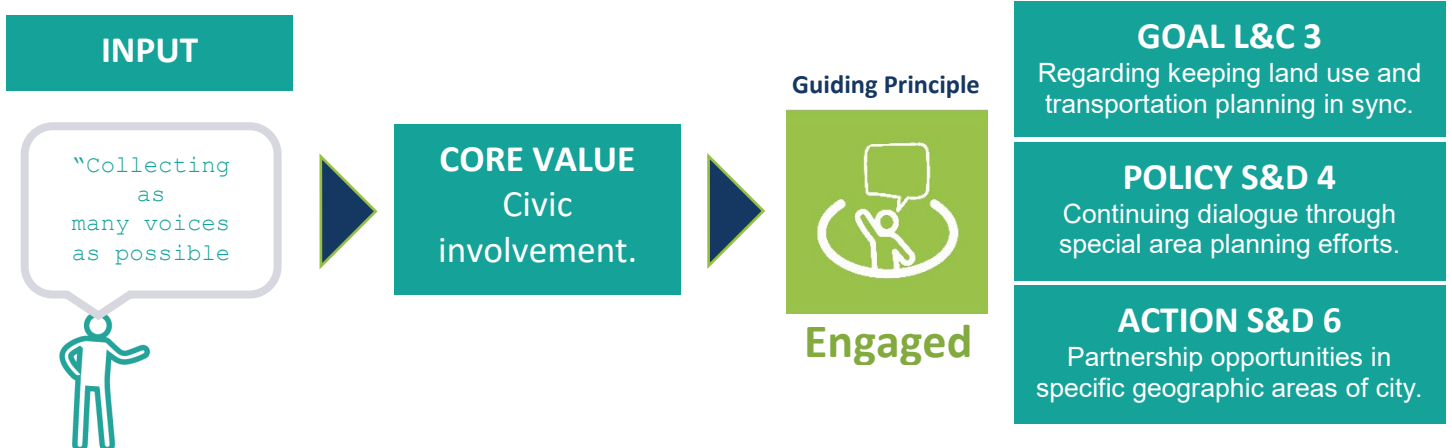 INPUT
“Collecting
as
many voices
as possible
CORE VALUE
Civic
involvement.
Guiding Principle
Engaged
GOAL L&C 3
Regarding keeping land use and
transportation planning in sync.
POLICY S&D 4
Continuing dialogue through
special area planning efforts.
ACTION S&D 6
Partnership opportunities in
specific geographic areas of city.